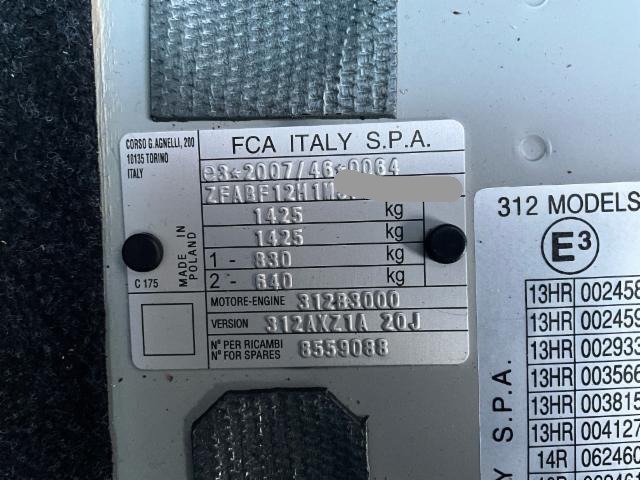 CORSO G. AGNELLI, 200
10135 TORINO
ITALY
FCA ITALY S.P.A.
e3*2007/46*0064
1425 kg
1425 kg
1 - 830 kg
2 - 640 kg
MADE IN
POLAND
C 175
MOTORE-ENGINE 312B3000
VERSION 312AXZ1A 20J
Nº PER RICAMBI
Nº FOR SPARES 8559088
312 MODELS
E3
13HR 002458
13HR 002459
13HR 002933
13HR 003566
13HR 003815
13HR 004127
14R 062460
S.P.A.